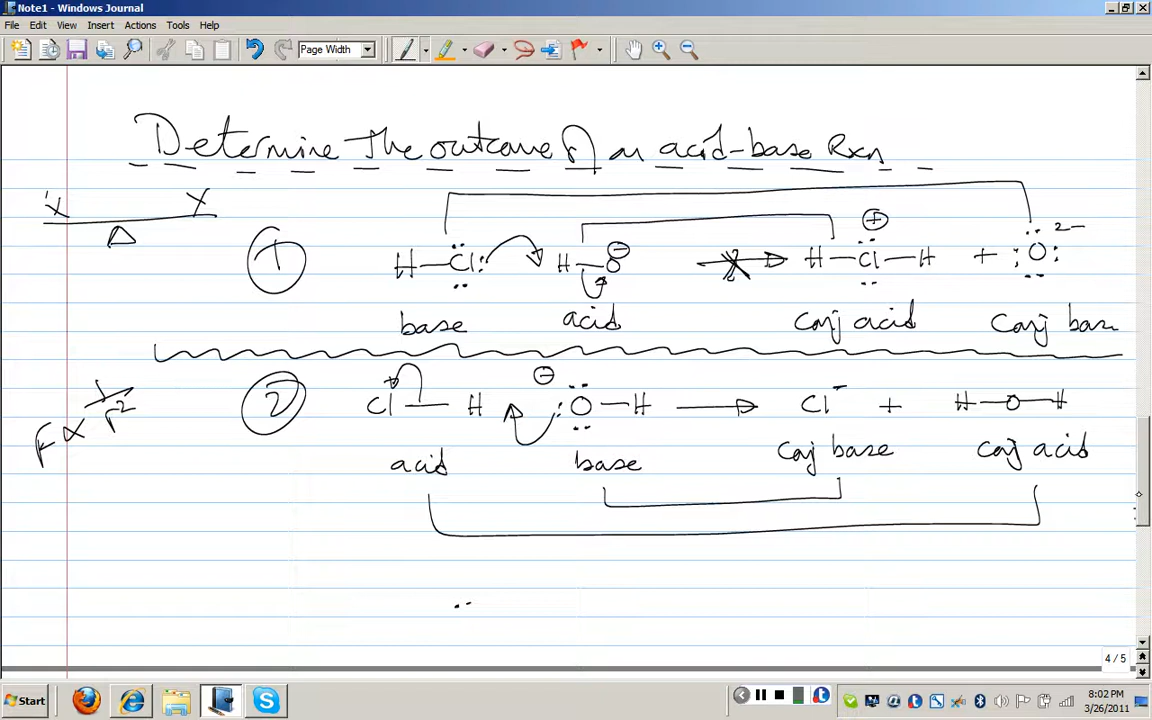 Note1 - Windows Journal
File Edit View Insert Actions Tools Help
Page Width
Determine The outcome of an acid-base Rxn
X Y
1 H—Cl: H—O⊖ → H—Cl—H ⊕ + :O: 2−
base acid conj acid conj base
F ∝ 1/r²
2 Cl—H ⊖ :O—H → Cl⁻ + H—O—H
acid base conj base conj acid
4 / 5
Start
8:02 PM
3/26/2011